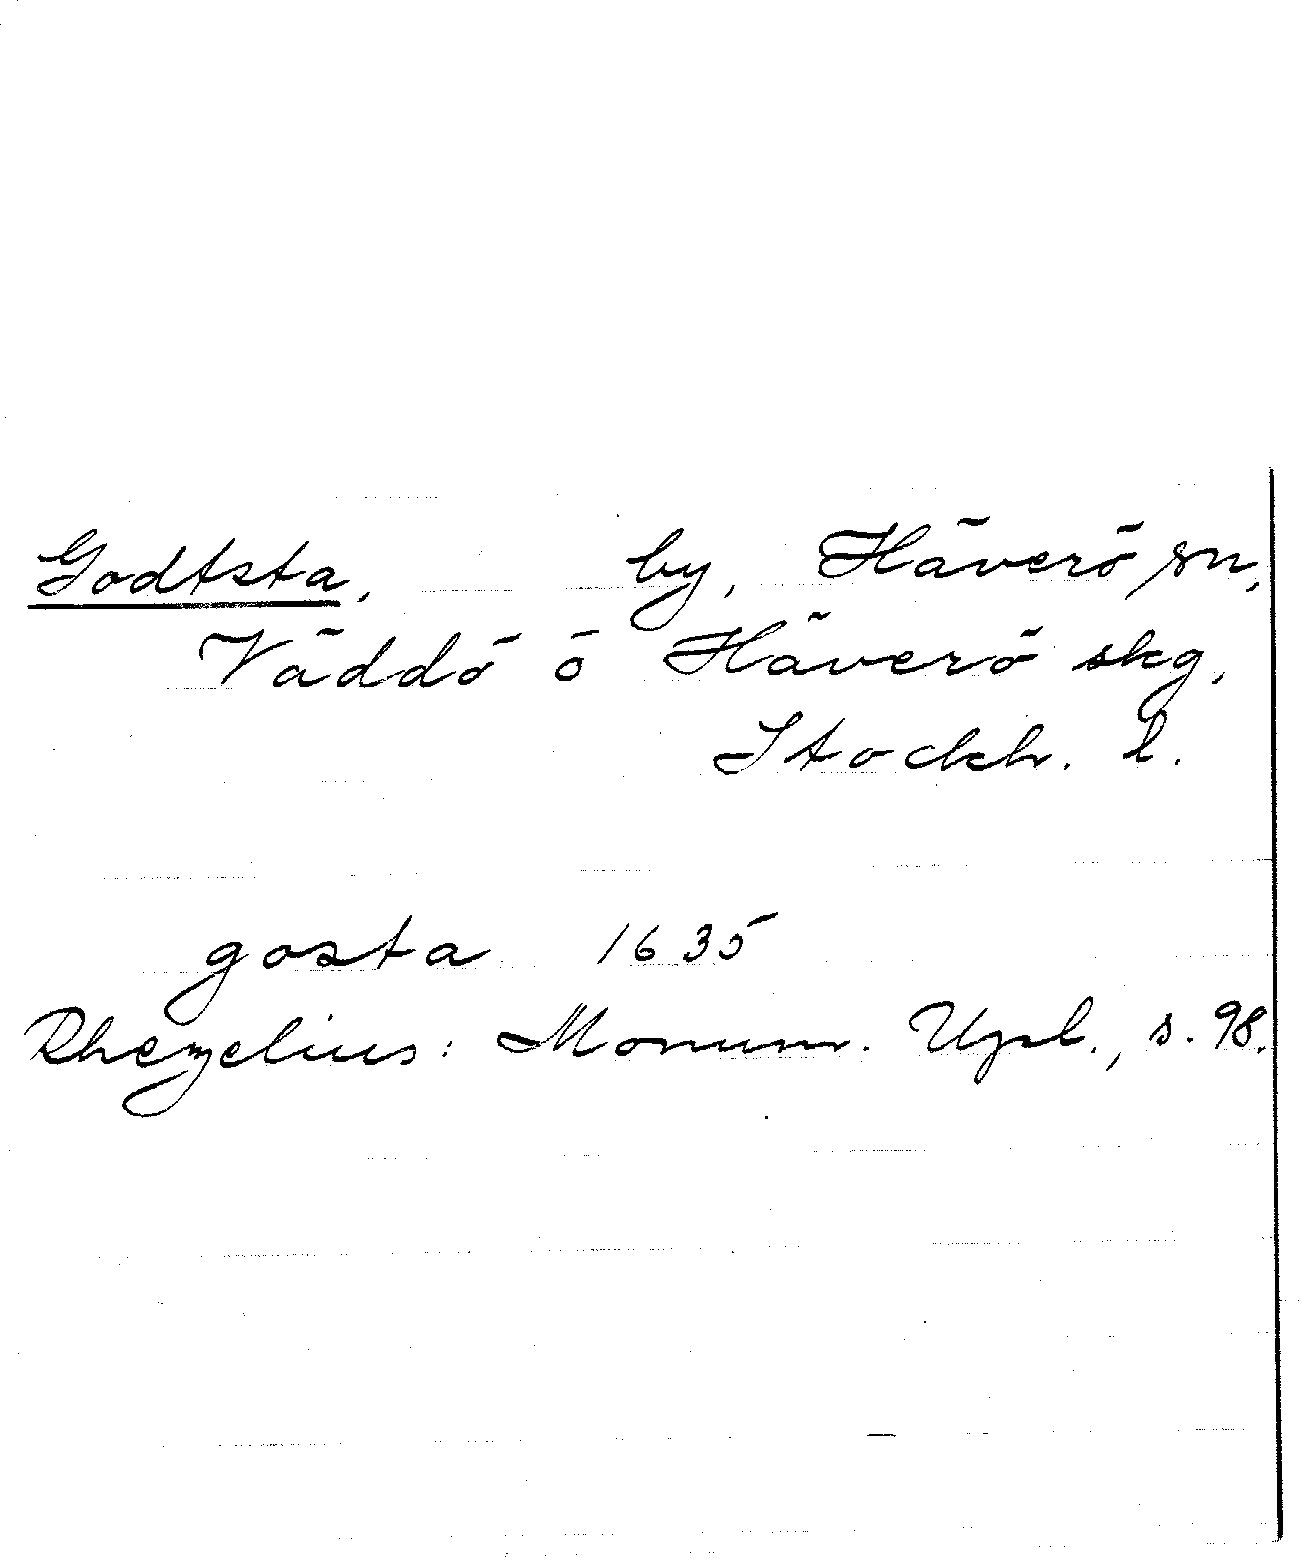 Godtsta, by, Häverö sn,
Väddö o Häverö skg,
Stockh. l.
gosta 1635
Rhezelius: Monum. Upl., s. 98.